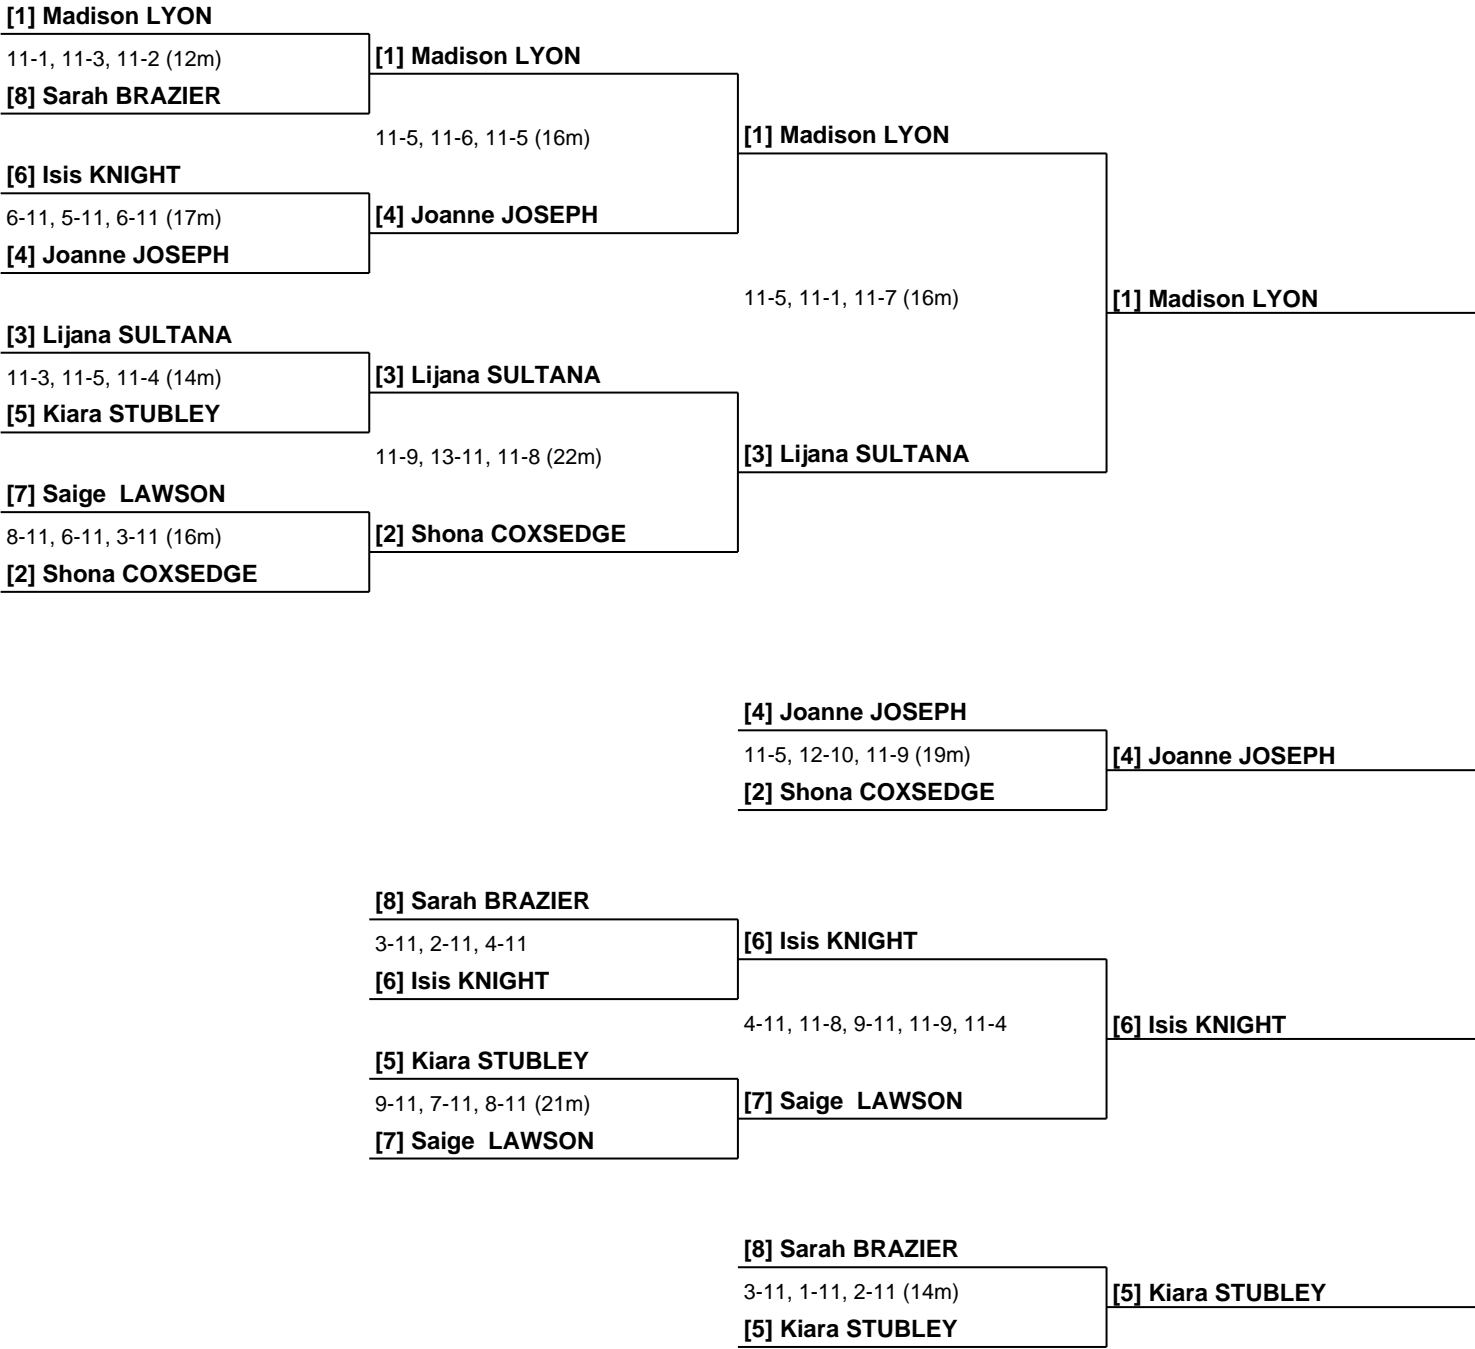 [1] Madison LYON
11-1, 11-3, 11-2 (12m)
[8] Sarah BRAZIER
[1] Madison LYON
11-5, 11-6, 11-5 (16m)
[1] Madison LYON
[6] Isis KNIGHT
6-11, 5-11, 6-11 (17m)
[4] Joanne JOSEPH
[4] Joanne JOSEPH
11-5, 11-1, 11-7 (16m)
[1] Madison LYON
[3] Lijana SULTANA
11-3, 11-5, 11-4 (14m)
[5] Kiara STUBLEY
[3] Lijana SULTANA
11-9, 13-11, 11-8 (22m)
[3] Lijana SULTANA
[7] Saige  LAWSON
8-11, 6-11, 3-11 (16m)
[2] Shona COXSEDGE
[2] Shona COXSEDGE
[4] Joanne JOSEPH
11-5, 12-10, 11-9 (19m)
[2] Shona COXSEDGE
[4] Joanne JOSEPH
[8] Sarah BRAZIER
3-11, 2-11, 4-11
[6] Isis KNIGHT
[6] Isis KNIGHT
4-11, 11-8, 9-11, 11-9, 11-4
[6] Isis KNIGHT
[5] Kiara STUBLEY
9-11, 7-11, 8-11 (21m)
[7] Saige  LAWSON
[7] Saige  LAWSON
[8] Sarah BRAZIER
3-11, 1-11, 2-11 (14m)
[5] Kiara STUBLEY
[5] Kiara STUBLEY